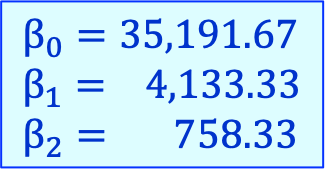 β₀ = 35,191.67
β₁ = 4,133.33
β₂ = 758.33